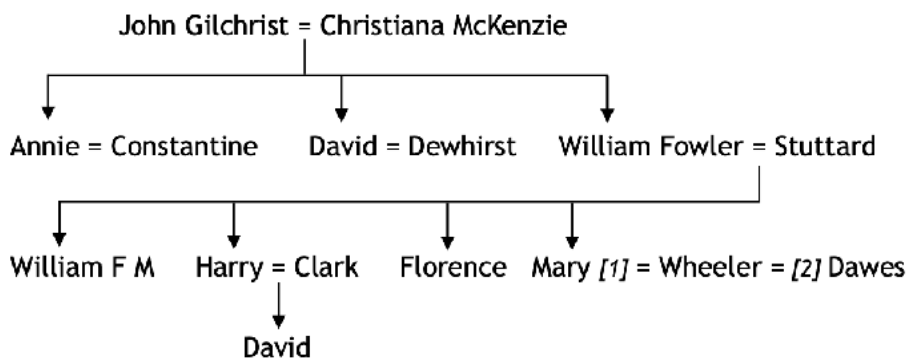 John Gilchrist = Christiana McKenzie
Annie = Constantine David = Dewhirst William Fowler = Stuttard
William F M Harry = Clark Florence Mary [1] = Wheeler = [2] Dawes
David